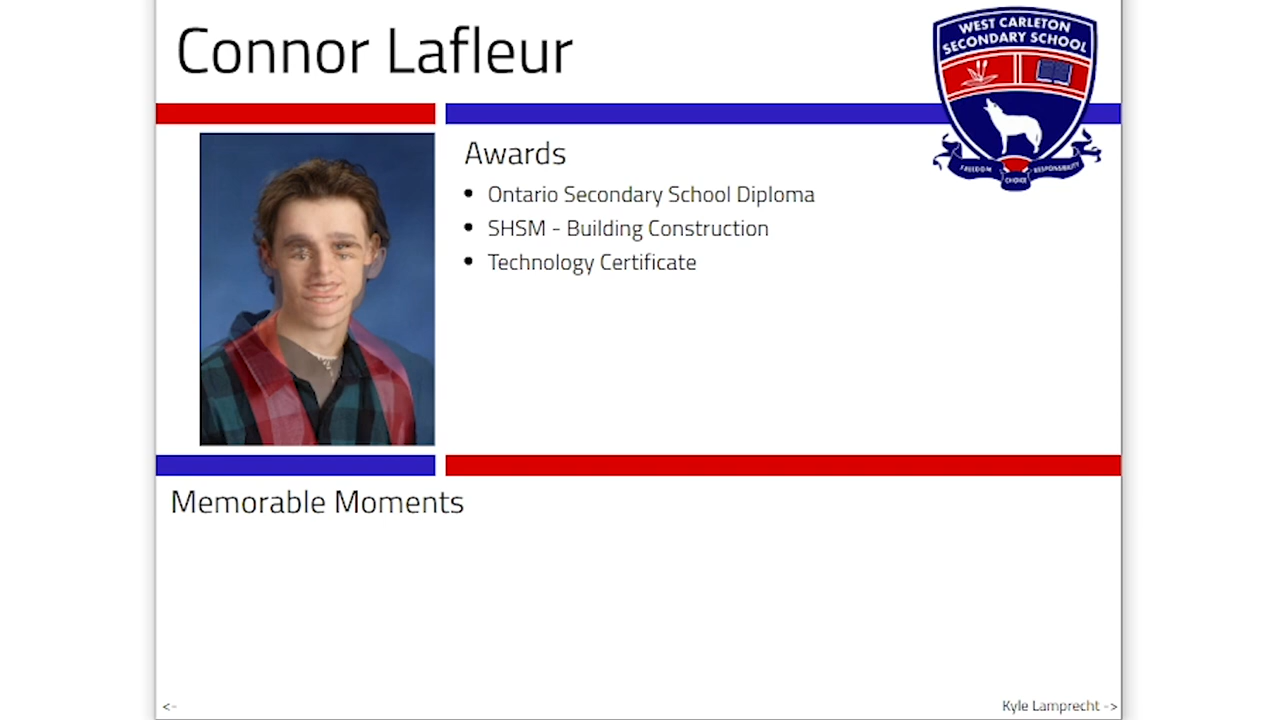 Connor Lafleur
WEST CARLETON
SECONDARY SCHOOL
FREEDOM
CHOICE
RESPONSIBILITY
Awards
• Ontario Secondary School Diploma
• SHSM - Building Construction
• Technology Certificate
Memorable Moments
<-
Kyle Lamprecht ->